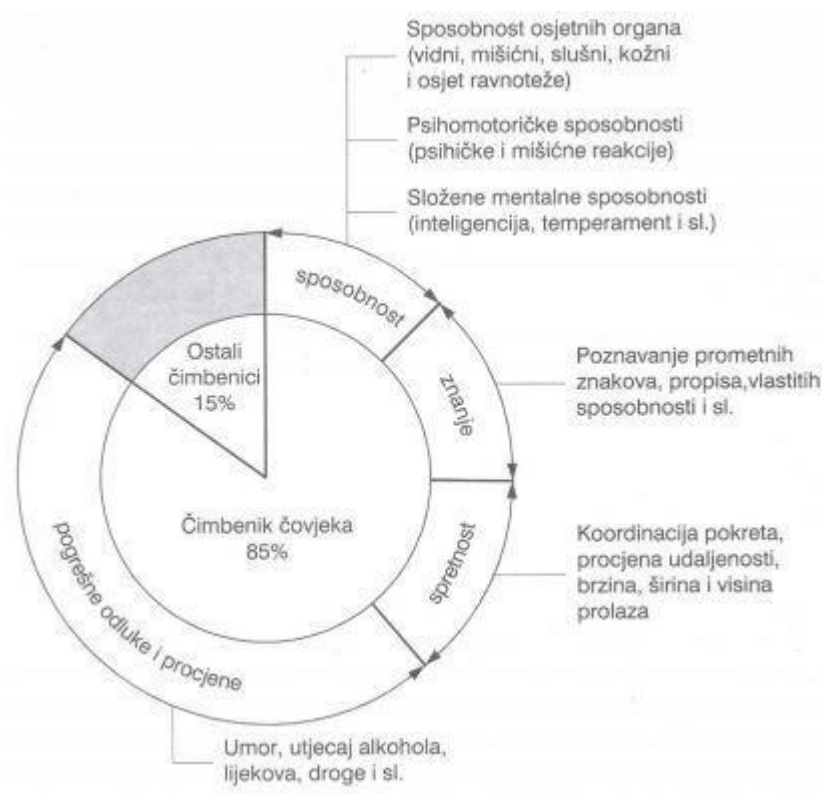 Sposobnost osjetnih organa
(vidni, mišićni, slušni, kožni
i osjet ravnoteže)
Psihomotoričke sposobnosti
(psihičke i mišićne reakcije)
Složene mentalne sposobnosti
(inteligencija, temperament i sl.)
sposobnost
Ostali
čimbenici
15%
znanje
Poznavanje prometnih
znakova, propisa,vlastitih
sposobnosti i sl.
Čimbenik čovjeka
85%
spretnost
Koordinacija pokreta,
procjena udaljenosti,
brzina, širina i visina
prolaza
pogrešne odluke i procjene
Umor, utjecaj alkohola,
lijekova, droge i sl.